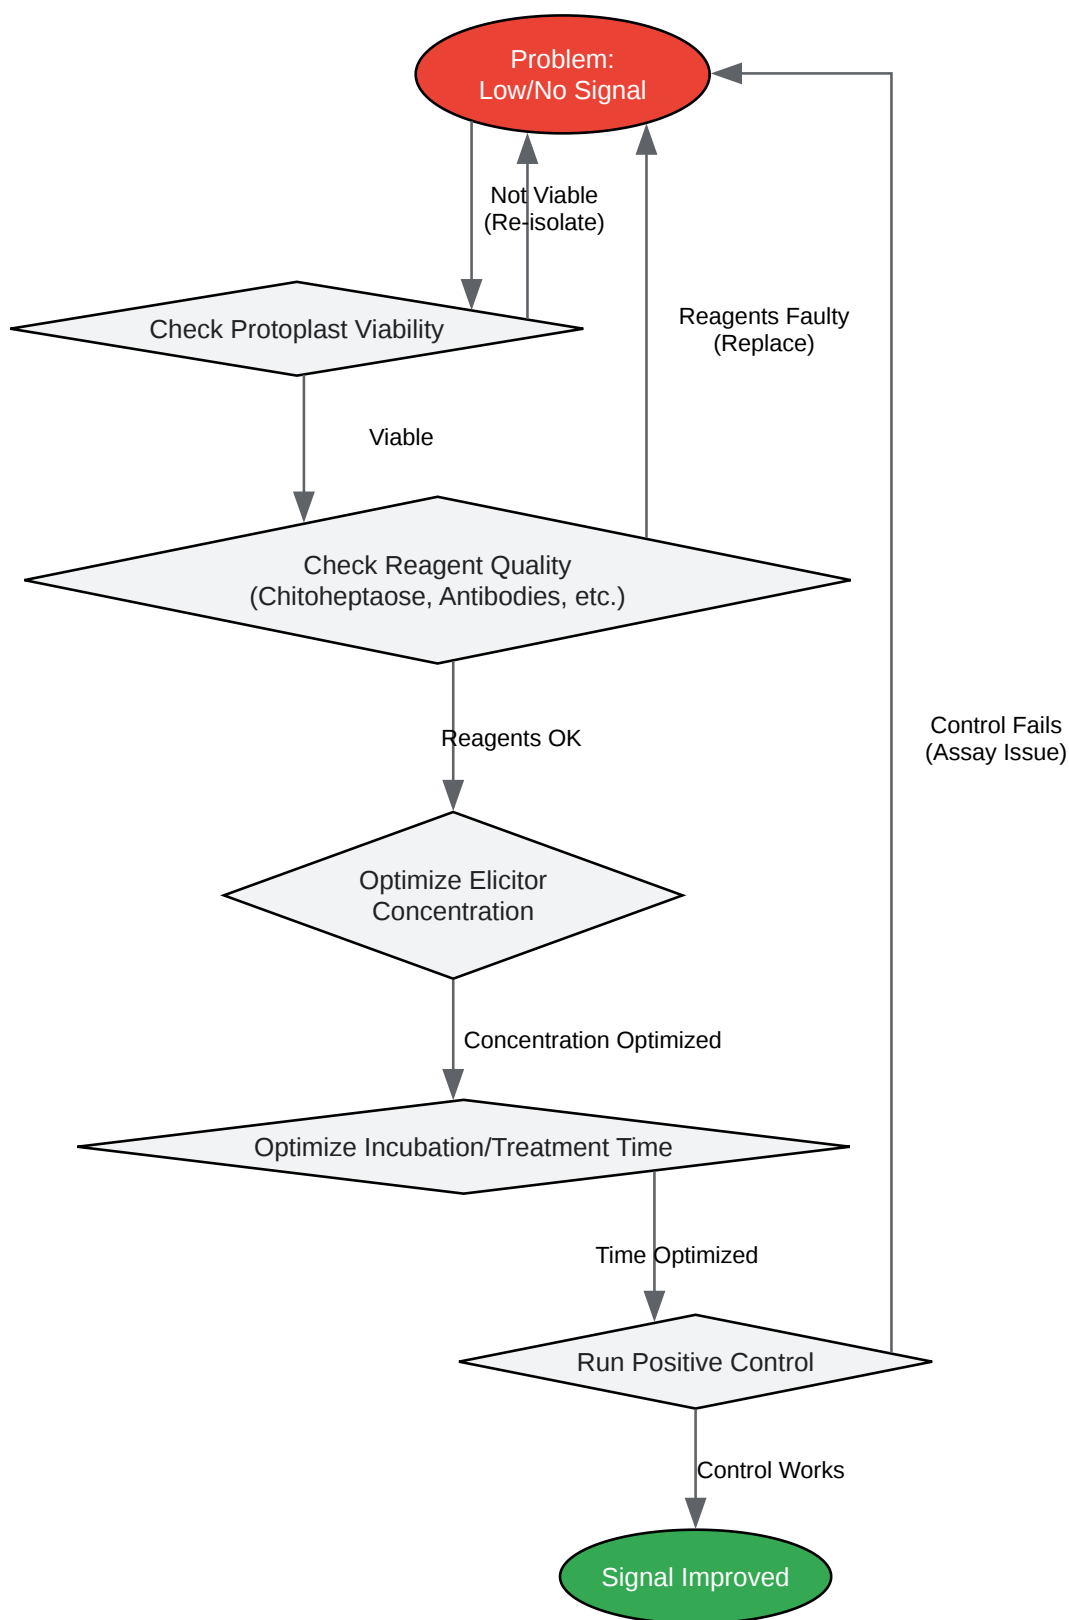 Problem:
Low/No Signal
Not Viable
(Re-isolate)
Reagents Faulty
(Replace)
Check Protoplast Viability
Viable
Check Reagent Quality
(Chitoheptaose, Antibodies, etc.)
Reagents OK
Control Fails
(Assay Issue)
Optimize Elicitor
Concentration
Concentration Optimized
Optimize Incubation/Treatment Time
Time Optimized
Run Positive Control
Control Works
Signal Improved